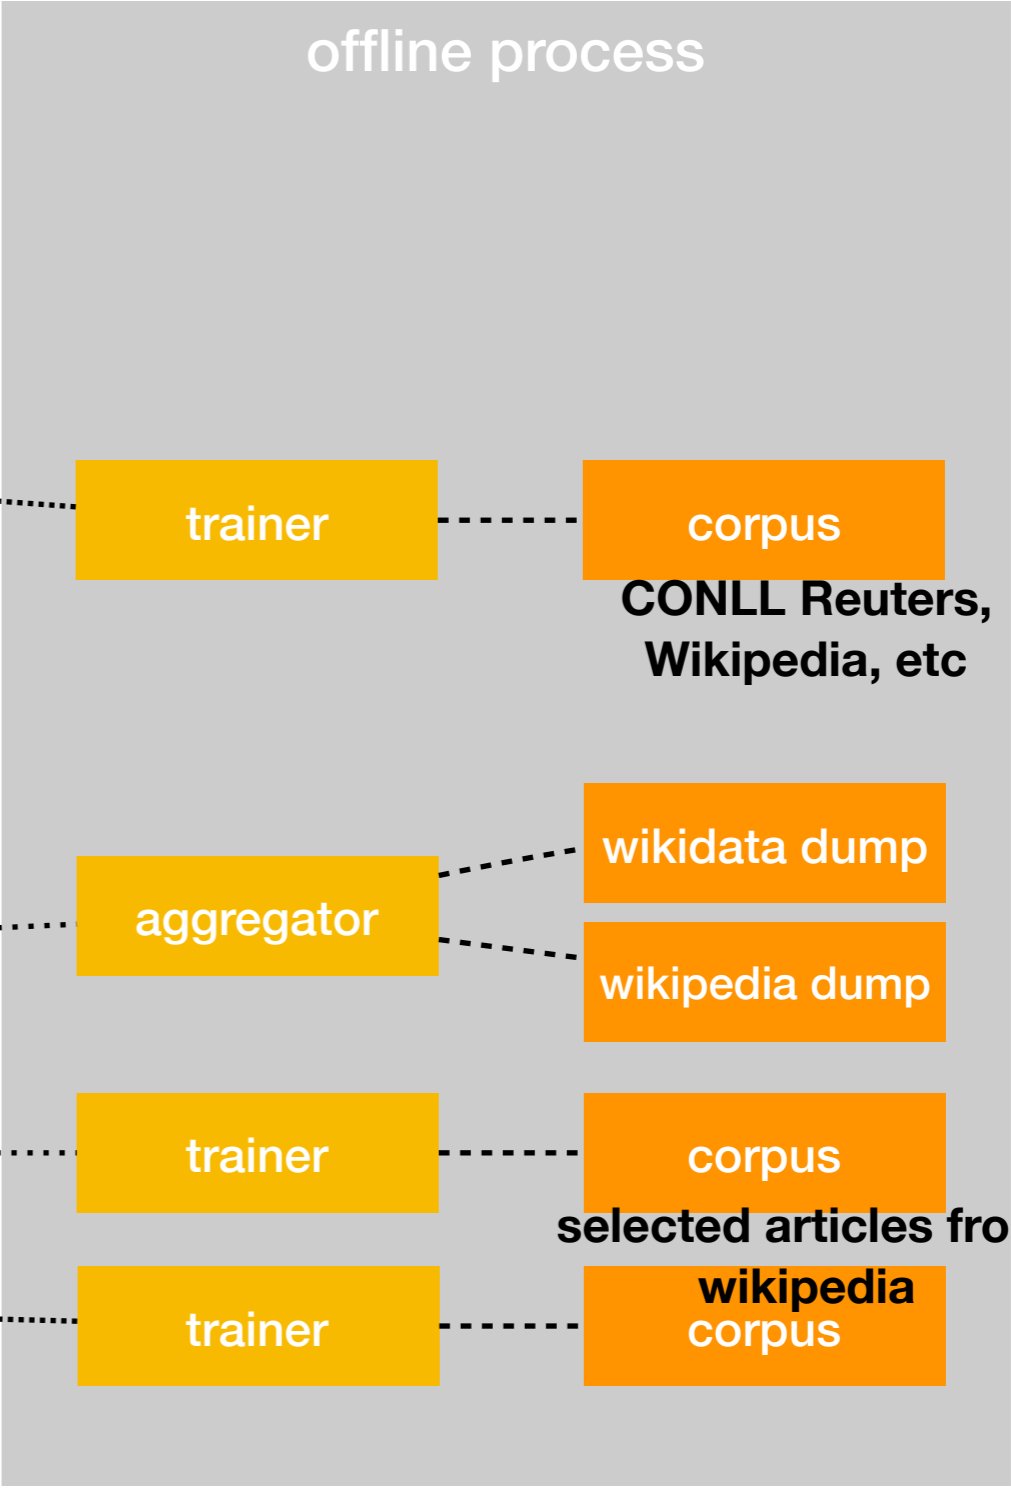 offline process
trainer
corpus
CONLL Reuters,
Wikipedia, etc
wikidata dump
aggregator
wikipedia dump
trainer
corpus
selected articles fro
wikipedia
trainer
corpus